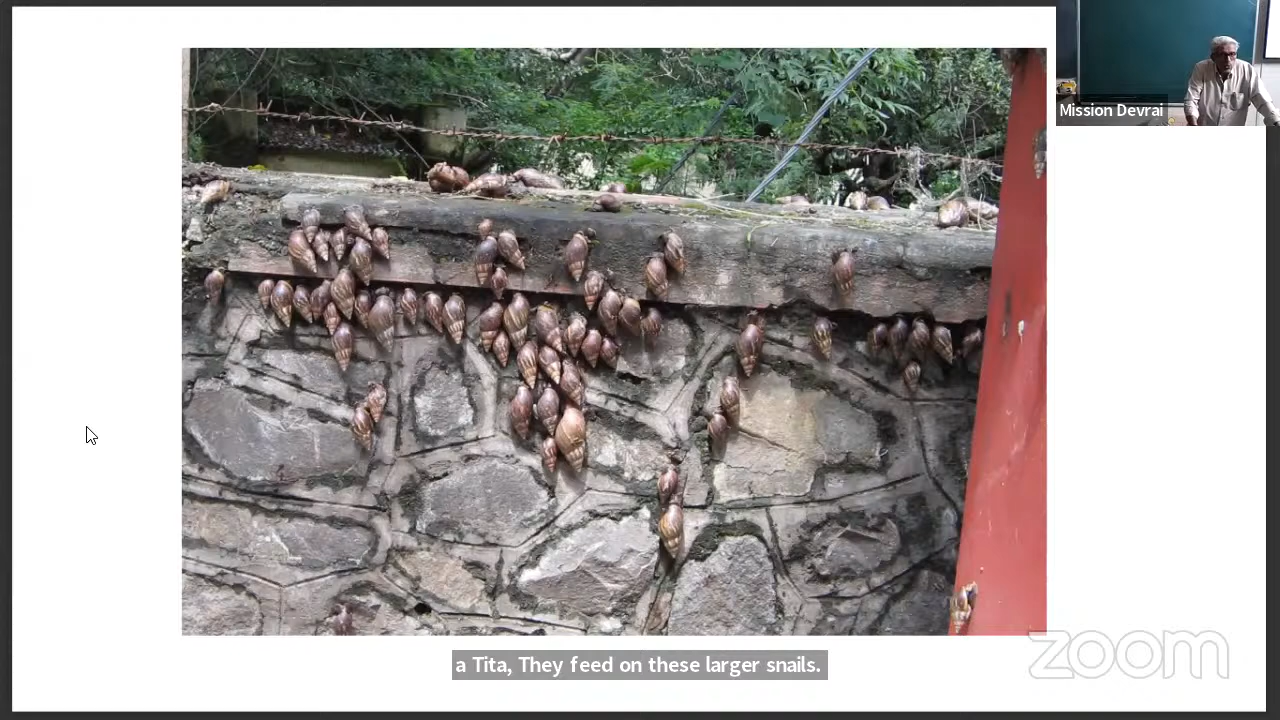 Mission Devrai
a Tita, They feed on these larger snails.
zoom